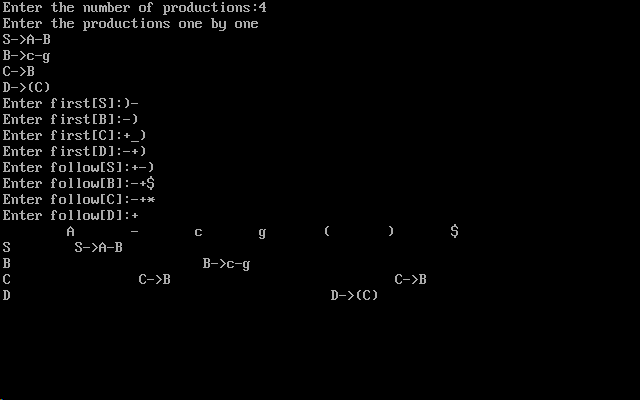 Enter the number of productions:4
Enter the productions one by one
S->A-B
B->c-g
C->B
D->(C)
Enter first[S]:)-
Enter first[B]:-)
Enter first[C]:+_)
Enter first[D]:-+)
Enter follow[S]:+-)
Enter follow[B]:-+$
Enter follow[C]:-+*
Enter follow[D]:+
A - c g ( ) $
S S->A-B
B B->c-g
C C->B C->B
D D->(C)